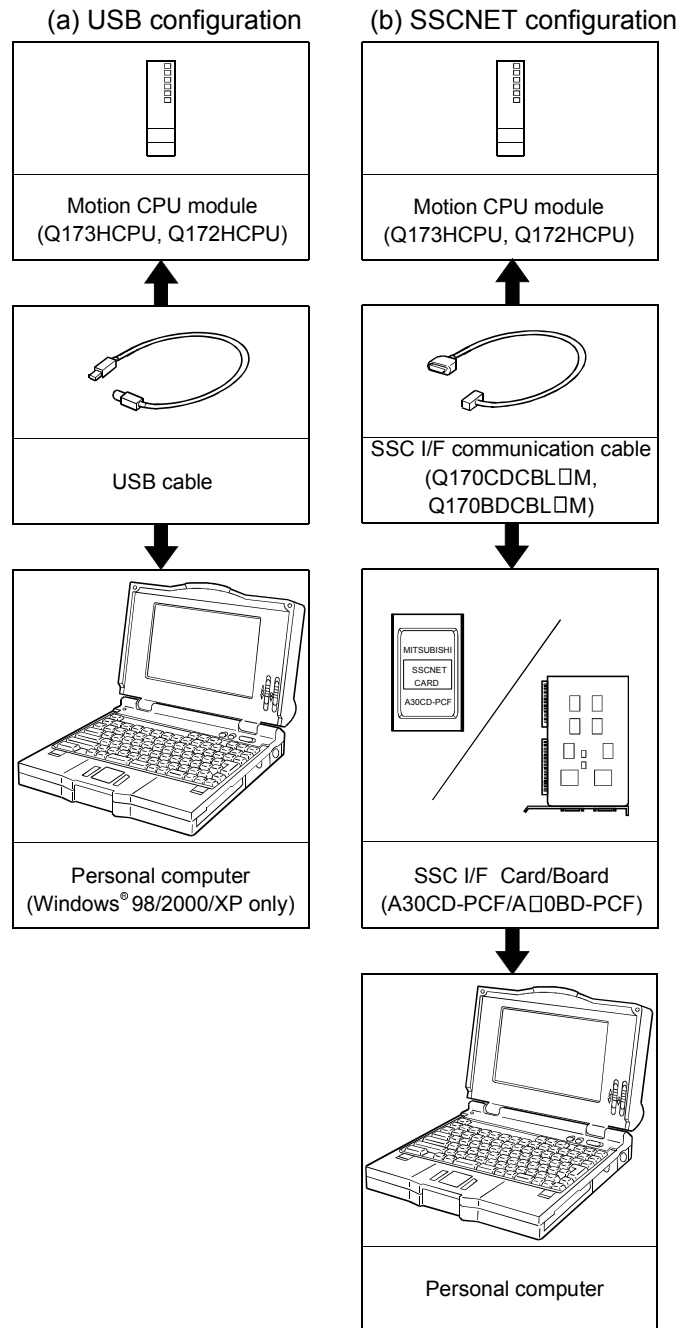 (a) USB configuration
Motion CPU module
(Q173HCPU, Q172HCPU)
USB cable
Personal computer
(Windows® 98/2000/XP only)
(b) SSCNET configuration
Motion CPU module
(Q173HCPU, Q172HCPU)
SSC I/F communication cable
(Q170CDCBL□M,
Q170BDCBL□M)
MITSUBISHI
SSCNET
CARD
A30CD-PCF
SSC I/F Card/Board
(A30CD-PCF/A□0BD-PCF)
Personal computer